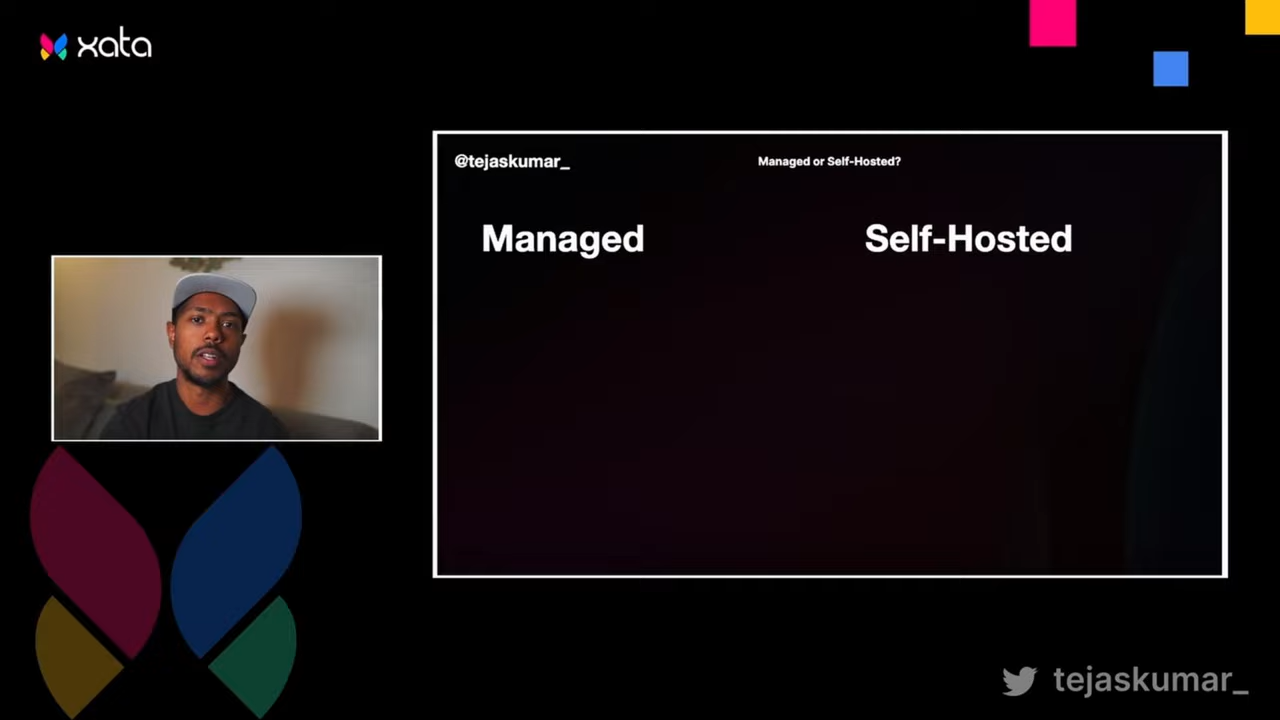 xata
@tejaskumar_
Managed or Self-Hosted?
Managed
Self-Hosted
tejaskumar_